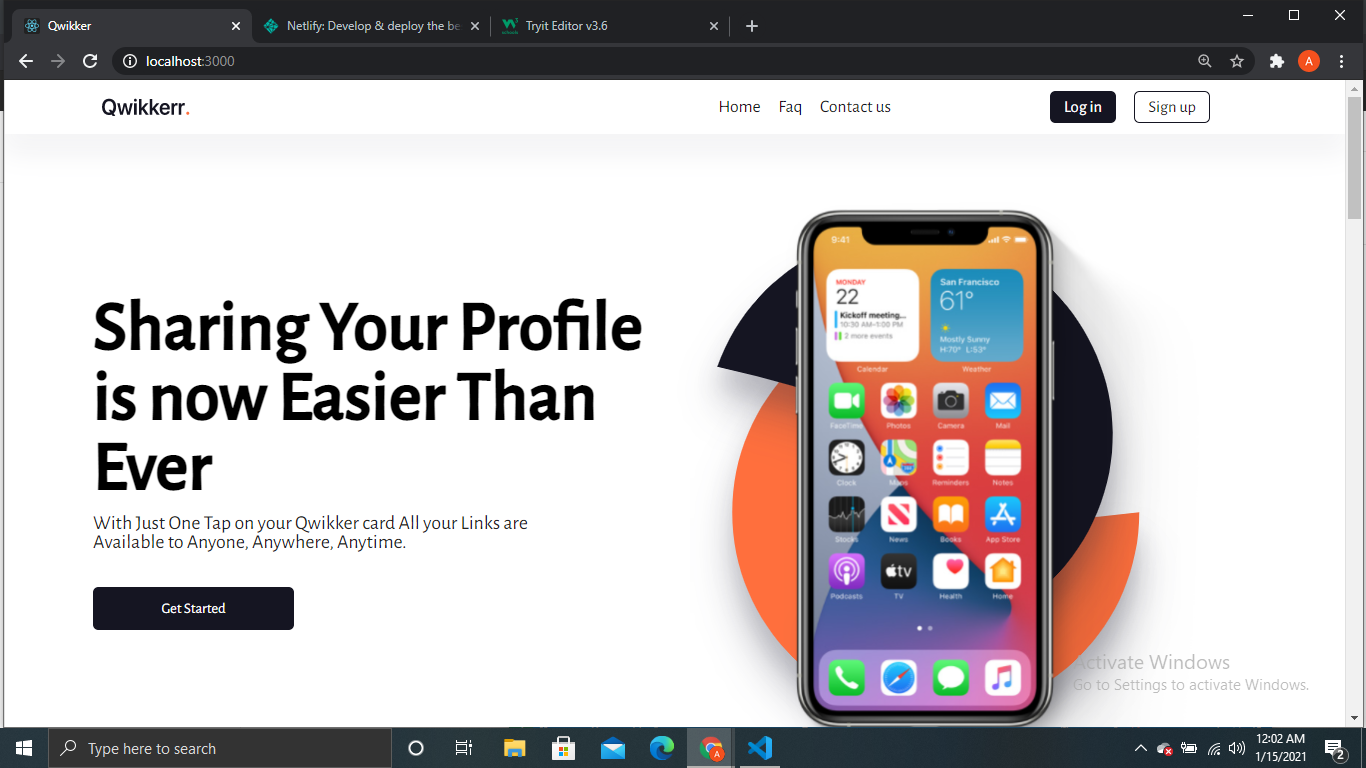 Qwikker
Netlify: Develop & deploy the be
Tryit Editor v3.6
A
localhost:3000
Qwikkerr.
Home
Faq
Contact us
Log in
Sign up
Sharing Your Profile
is now Easier Than
Ever
With Just One Tap on your Qwikker card All your Links are
Available to Anyone, Anywhere, Anytime.
Get Started
9:41
MONDAY
22
Kickoff meeting...
10:30 AM–1:00 PM
2 more events
Calendar
San Francisco
61°
Mostly Sunny
H:70° L:53°
Weather
FaceTime
Photos
Camera
Mail
Clock
Maps
Reminders
Notes
Stocks
News
Books
App Store
tv
Podcasts
TV
Health
Home
Activate Windows
Go to Settings to activate Windows.
Type here to search
A
12:02 AM
1/15/2021
2